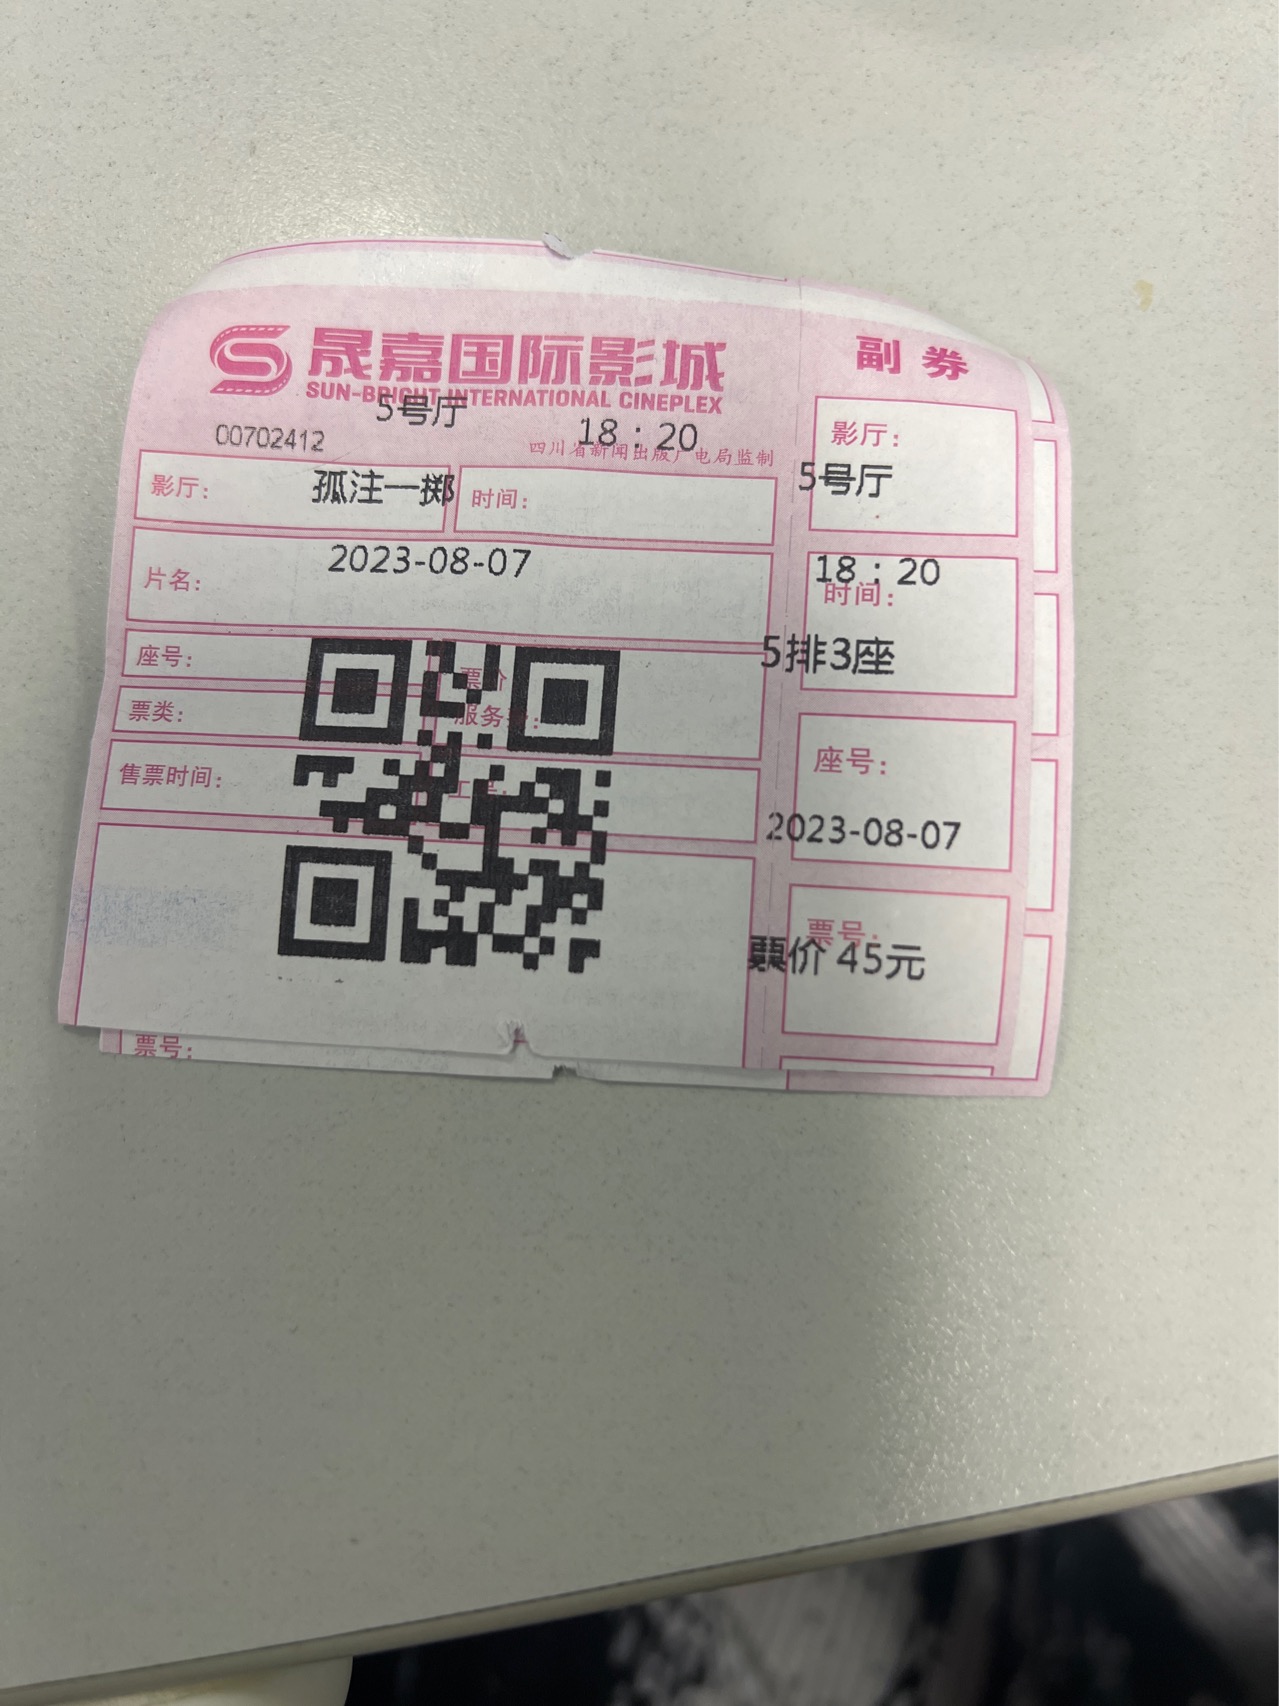 晟嘉国际影城
SUN-BRIGHT INTERNATIONAL CINEPLEX
5号厅
00702412
18：20
四川省新闻出版广电局监制
影厅：
孤注一掷
时间：
片名：
2023-08-07
座号：
票价
票类：
服务费：
售票时间：
工号：
票号：
副券
影厅：
5号厅
18：20
时间：
5排3座
座号：
2023-08-07
票号：
票价 45元